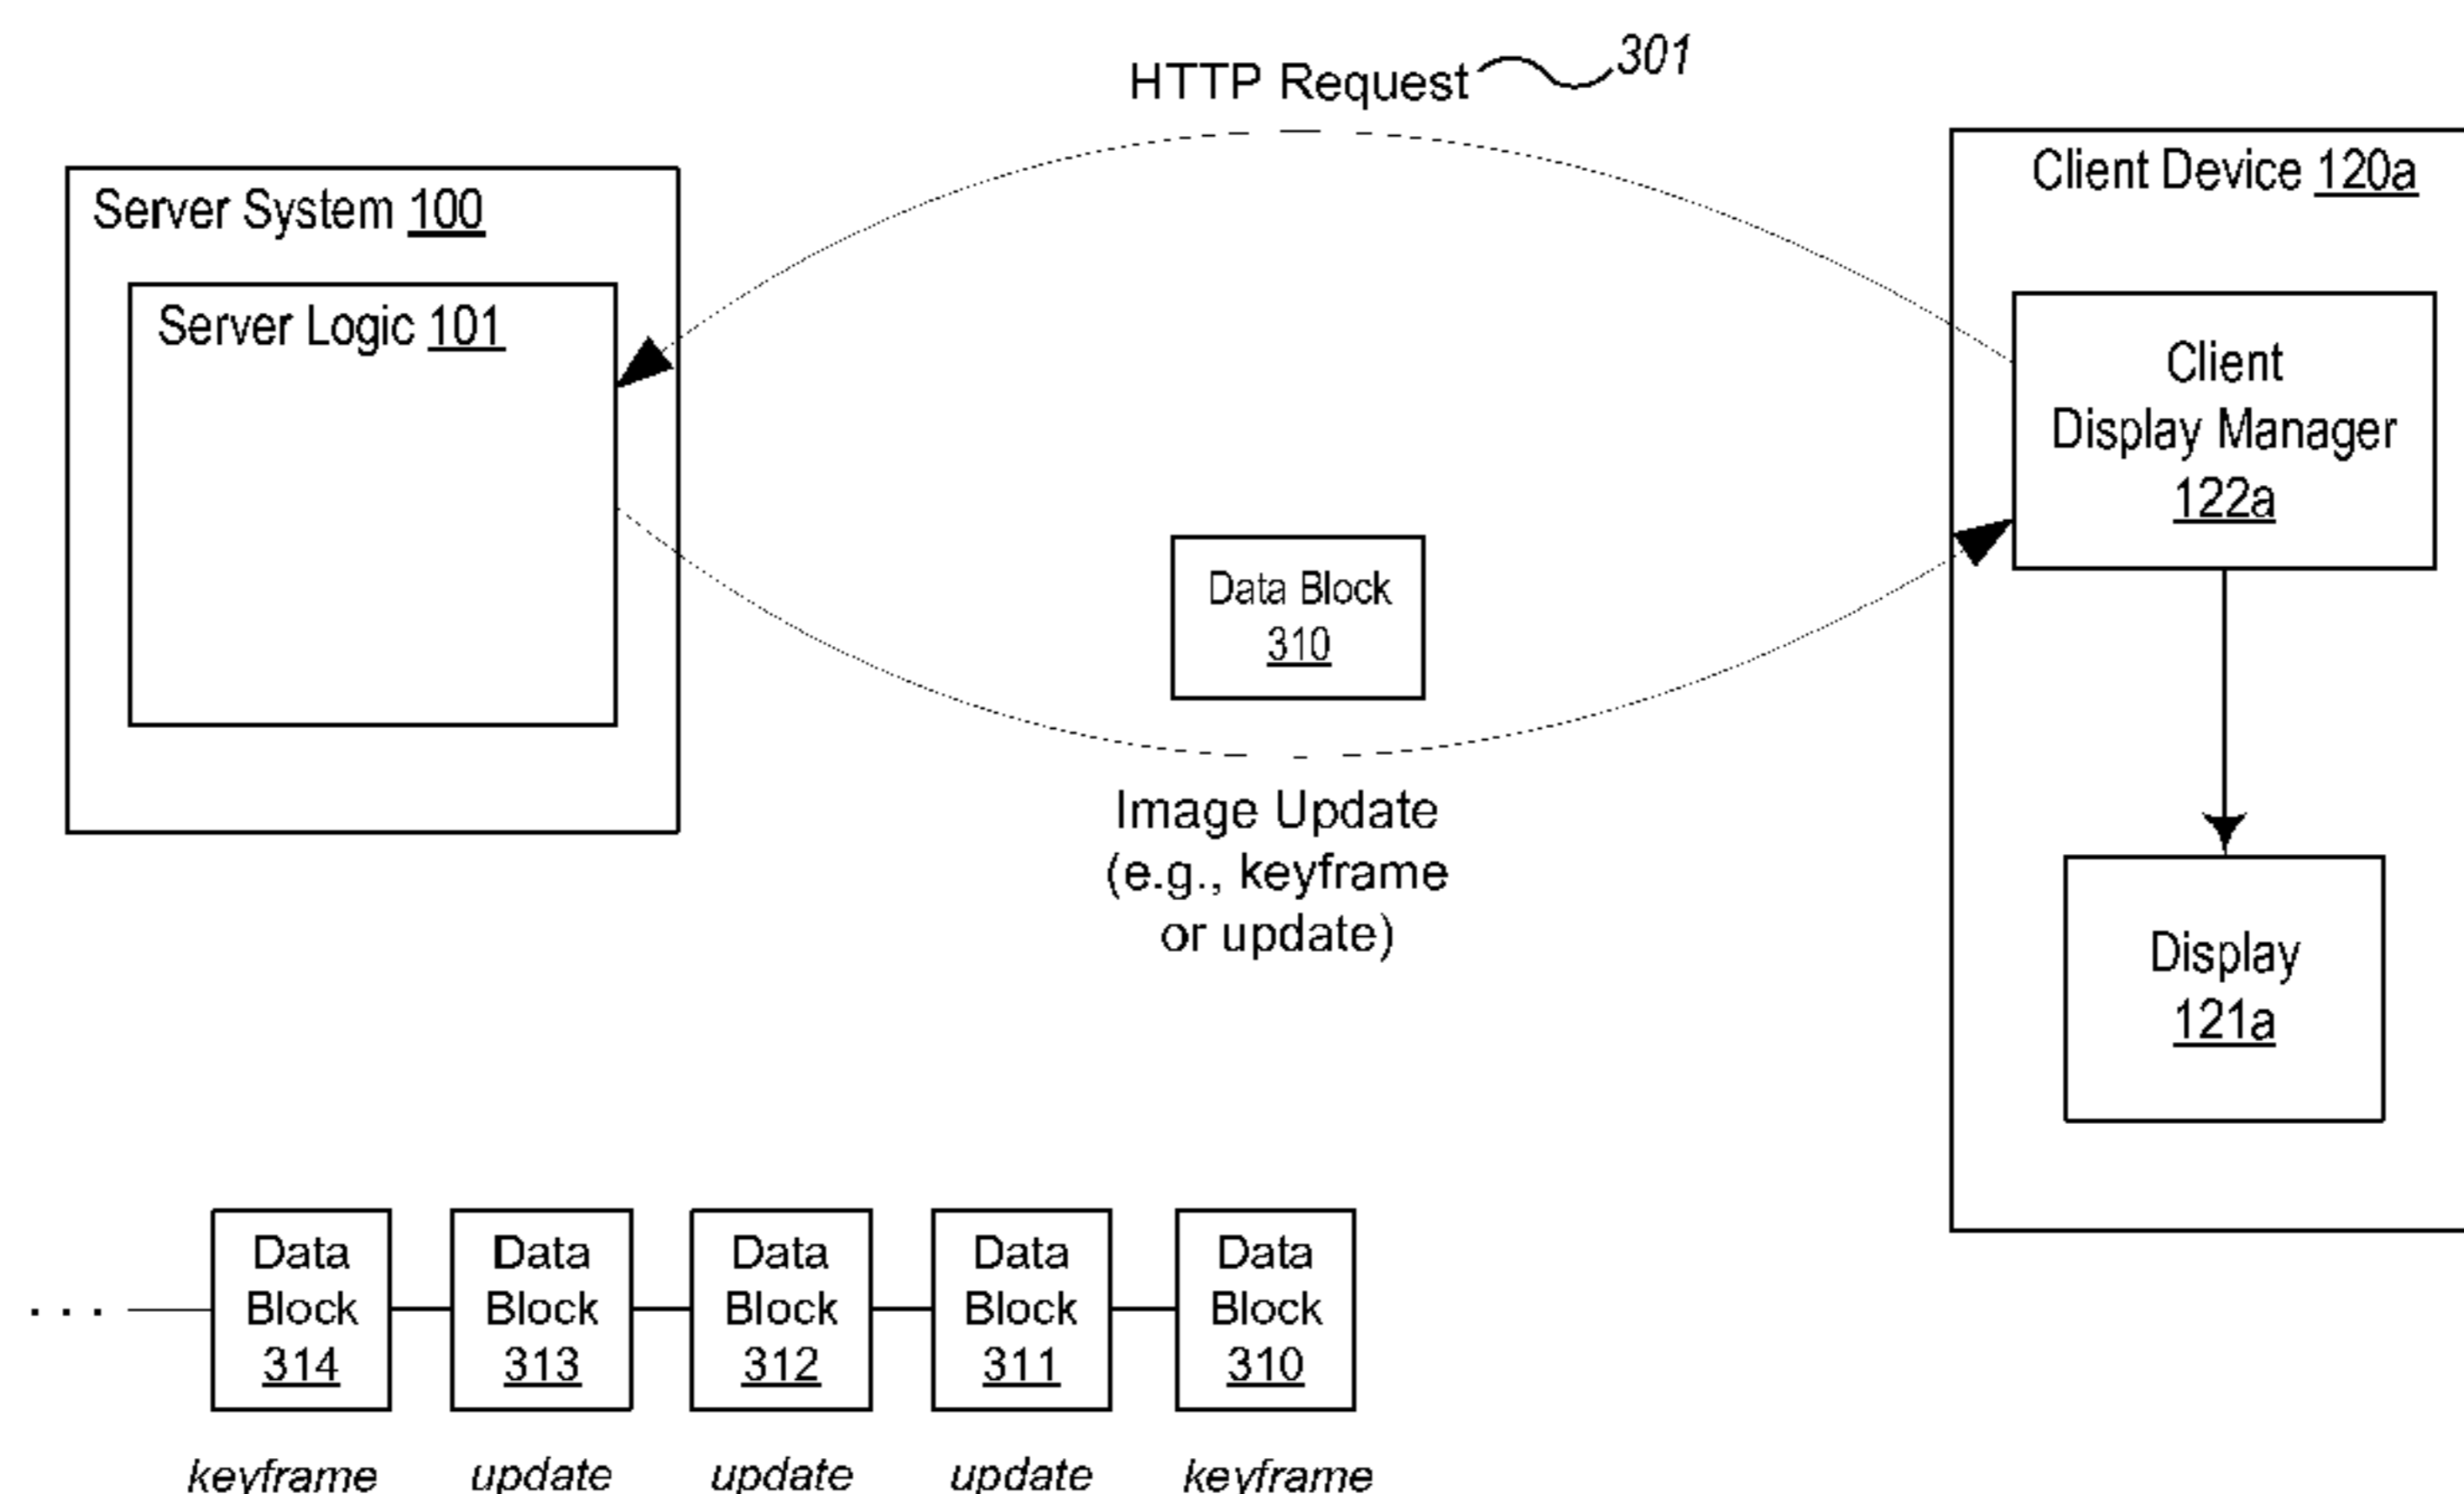 HTTP Request 301
Server System 100
Server Logic 101
Client Device 120a
Client
Display Manager
122a
Data Block
310
Image Update
(e.g., keyframe
or update)
Display
121a
. . .
Data
Block
314
keyframe
Data
Block
313
update
Data
Block
312
update
Data
Block
311
update
Data
Block
310
keyframe